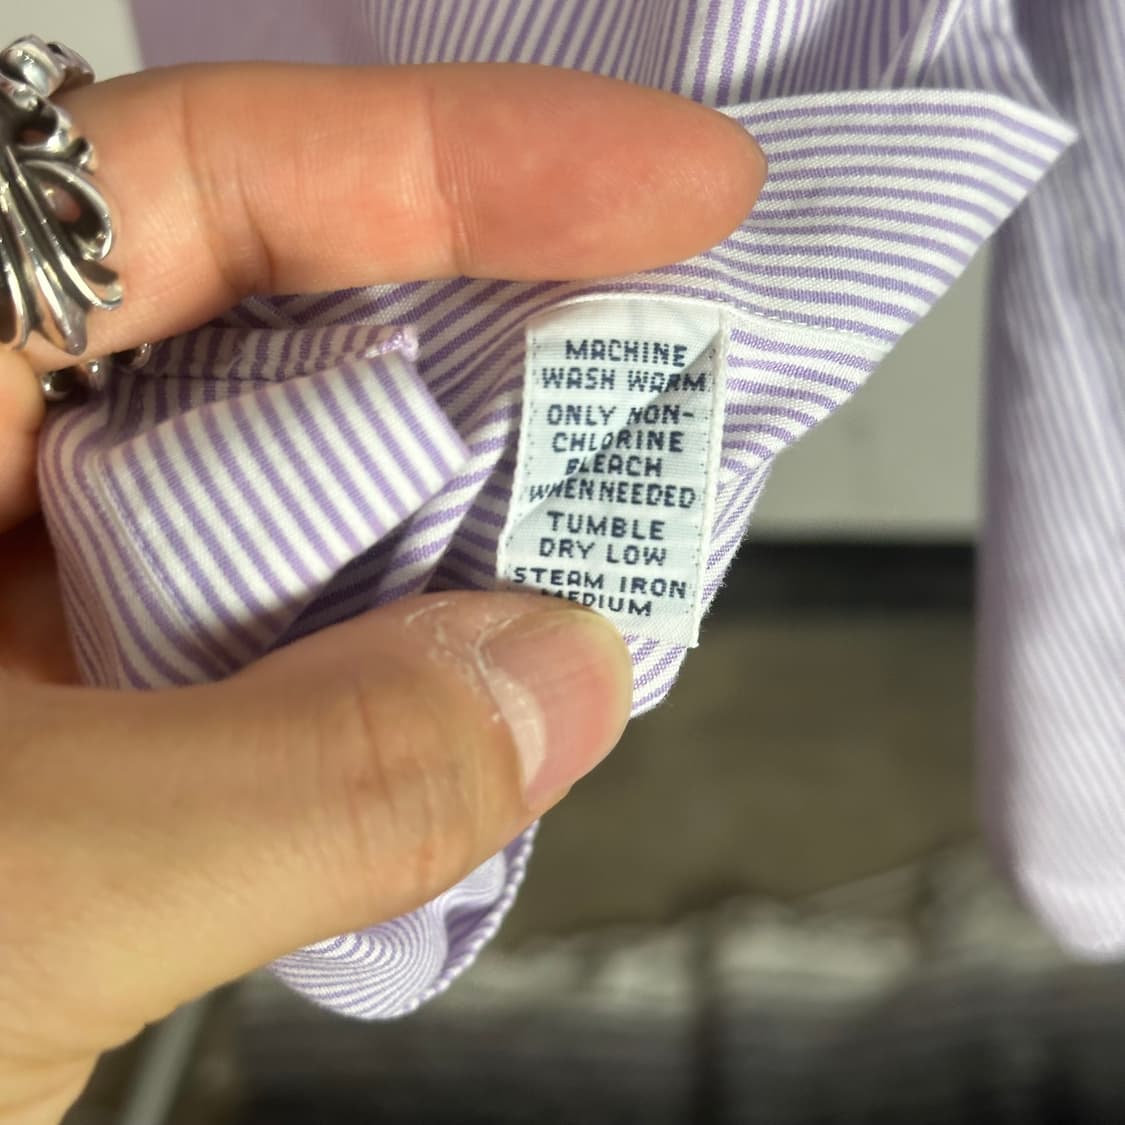 MACHINE
WASH WARM
ONLY NON-
CHLORINE
BLEACH
WHEN NEEDED
TUMBLE
DRY LOW
STEAM IRON
MEDIUM